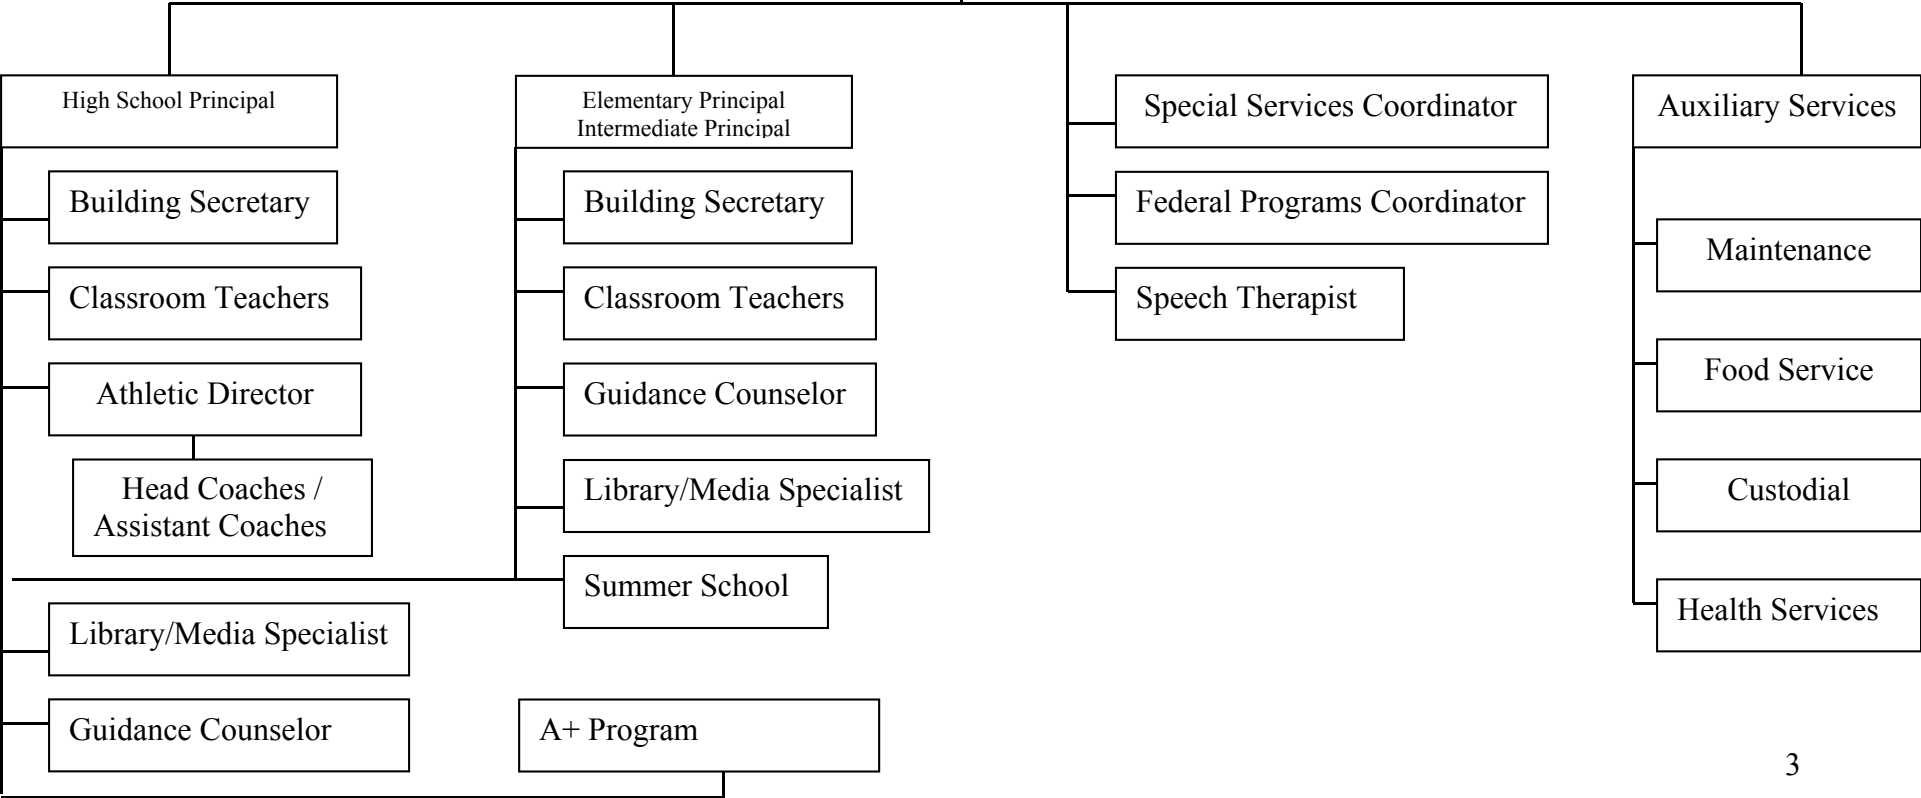 High School Principal
Elementary Principal
Intermediate Principal
Special Services Coordinator
Auxiliary Services
Building Secretary
Building Secretary
Federal Programs Coordinator
Maintenance
Classroom Teachers
Classroom Teachers
Speech Therapist
Food Service
Athletic Director
Guidance Counselor
Head Coaches /
Assistant Coaches
Library/Media Specialist
Custodial
Summer School
Health Services
Library/Media Specialist
Guidance Counselor
A+ Program
3